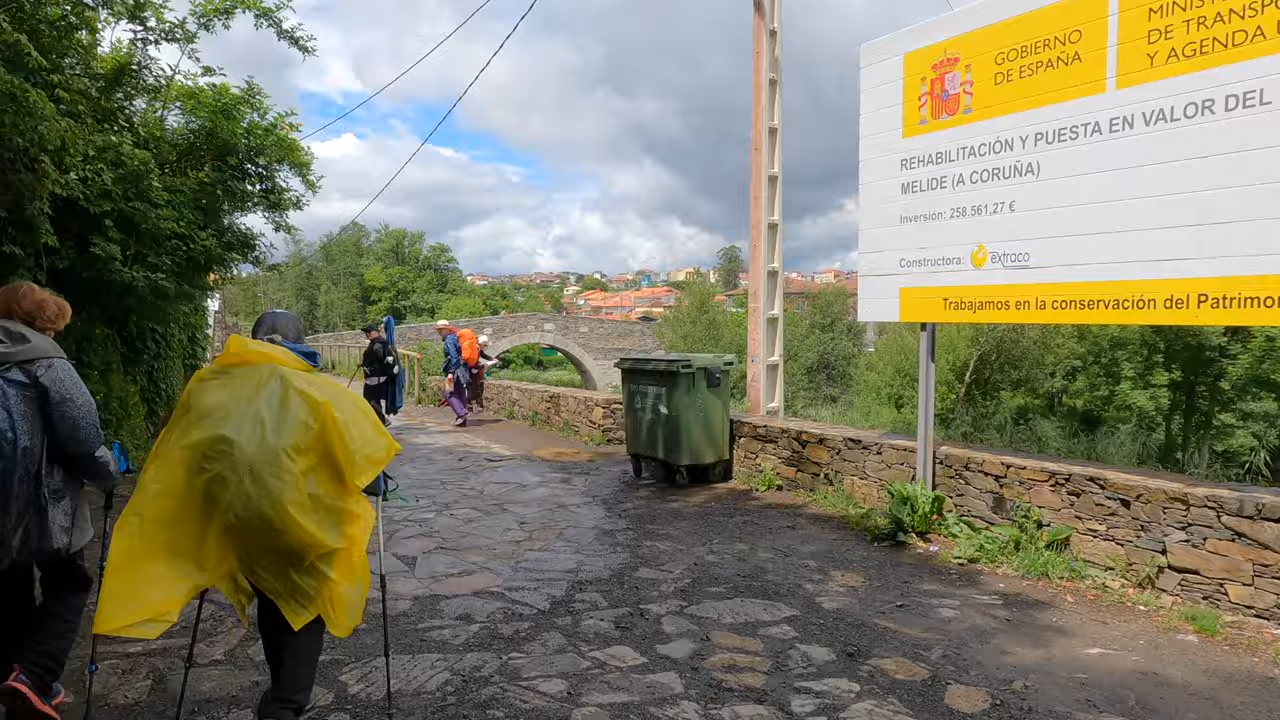 GOBIERNO
DE ESPAÑA
MINIS
DE TRANSP
Y AGENDA U
REHABILITACIÓN Y PUESTA EN VALOR DEL
MELIDE (A CORUÑA)
Inversión: 258.561,27 €
Constructora: extraco
Trabajamos en la conservación del Patrimon